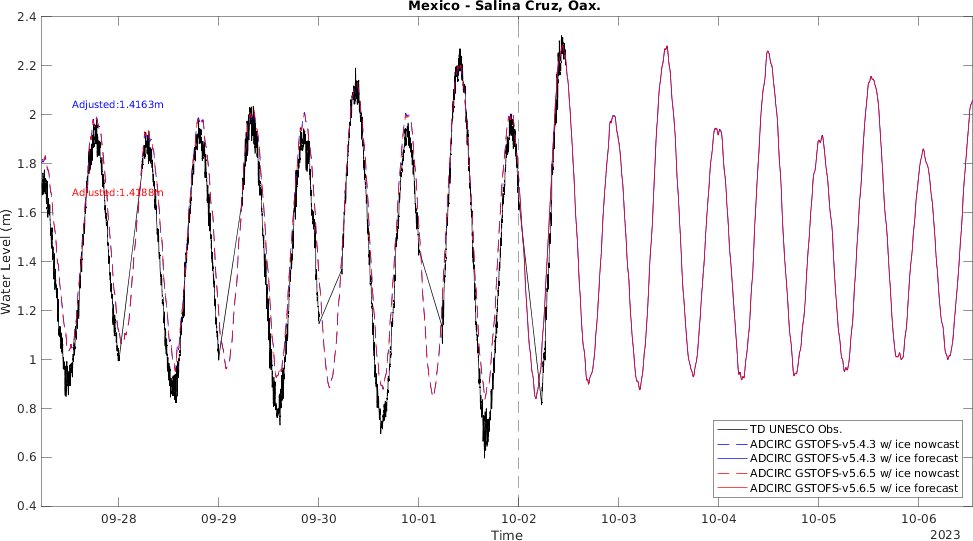 Mexico - Salina Cruz, Oax.
2.4
2.2
2
1.8
1.6
1.4
1.2
1
0.8
0.6
0.4
Water Level (m)
Adjusted:1.4163m
Adjusted:1.4188m
TD UNESCO Obs.
ADCIRC GSTOFS-v5.4.3 w/ ice nowcast
ADCIRC GSTOFS-v5.4.3 w/ ice forecast
ADCIRC GSTOFS-v5.6.5 w/ ice nowcast
ADCIRC GSTOFS-v5.6.5 w/ ice forecast
09-28 09-29 09-30 10-01 10-02 10-03 10-04 10-05 10-06
Time
2023